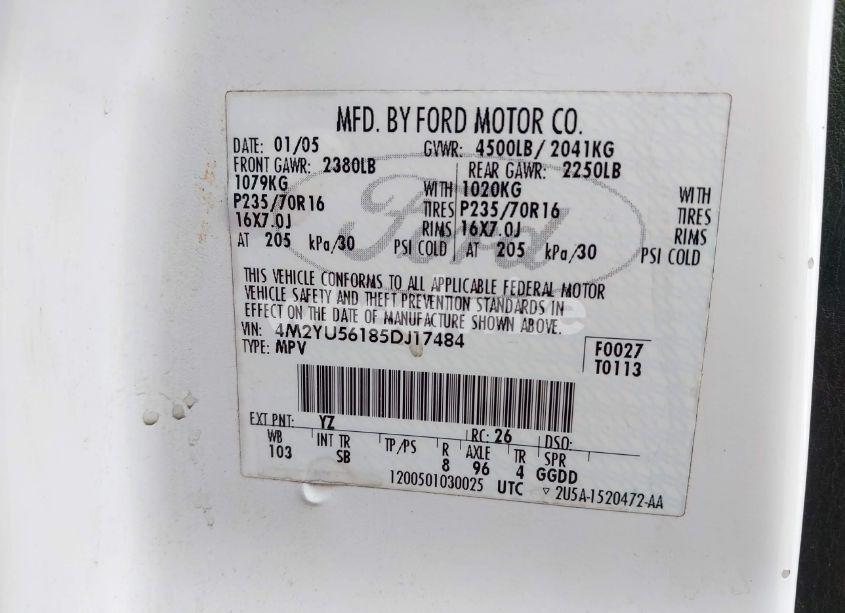 MFD. BY FORD MOTOR CO.
DATE: 01/05 GVWR: 4500LB/ 2041KG
FRONT GAWR: 2380LB REAR GAWR: 2250LB
1079KG WITH 1020KG WITH
P235/70R16 TIRES P235/70R16 TIRES
16X7.0J RIMS 16X7.0J RIMS
AT 205 kPa/30 PSI COLD AT 205 kPa/30 PSI COLD
Ford
THIS VEHICLE CONFORMS TO ALL APPLICABLE FEDERAL MOTOR
VEHICLE SAFETY AND THEFT PREVENTION STANDARDS IN
EFFECT ON THE DATE OF MANUFACTURE SHOWN ABOVE.
VIN: 4M2YU56185DJ17484
TYPE: MPV
F0027
T0113
EXT PNT: YZ RC: 26 DSO:
WB INT TR TP/PS R AXLE TR SPR
103 SB 8 96 4 GGDD
1200501030025 UTC ▽ 2U5A-1520472-AA